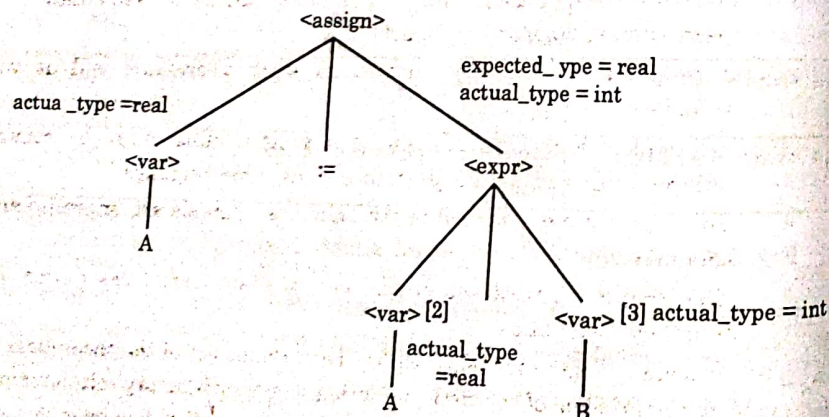 <assign>
expected_ ype = real
actual_type = int
actua _type =real
<var>
:=
<expr>
A
<var> [2]
<var> [3] actual_type = int
actual_type
=real
A
B